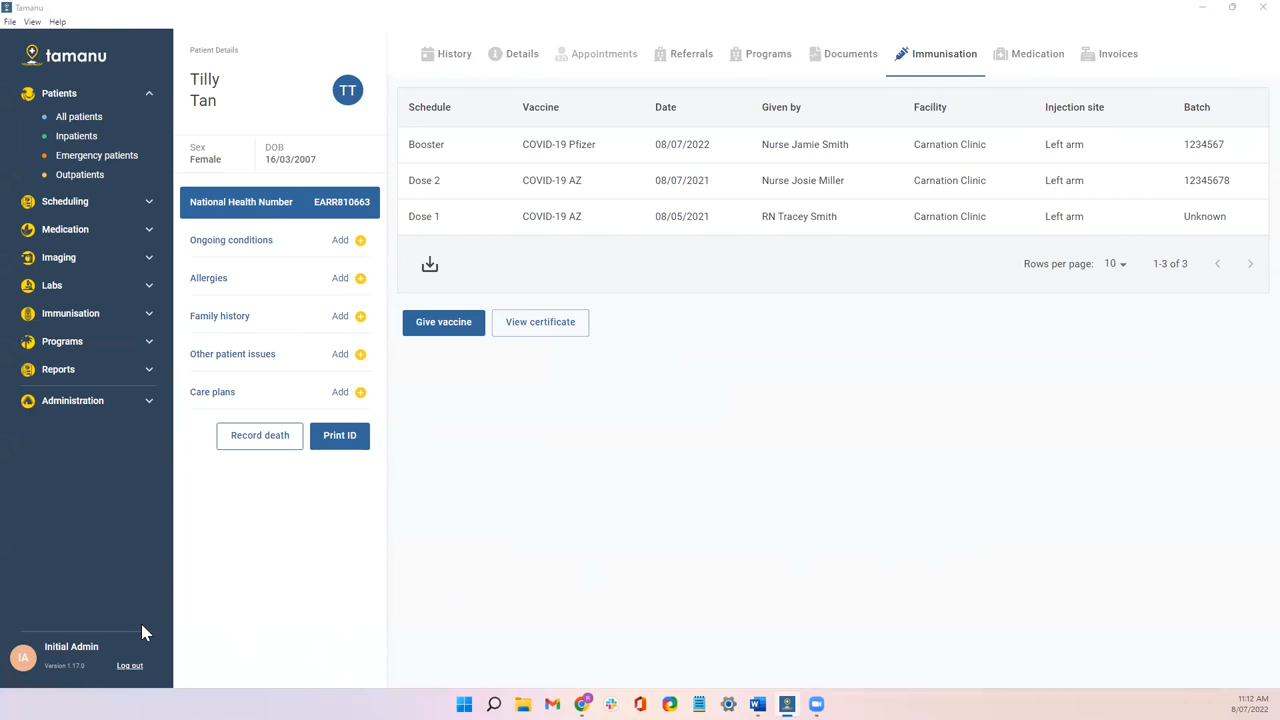 Tamanu
File View Help
tamanu
Patients
All patients
Inpatients
Emergency patients
Outpatients
Scheduling
Medication
Imaging
Labs
Immunisation
Programs
Reports
Administration
IA
Initial Admin
Version 1.17.0
Log out
Patient Details
Tilly
Tan
TT
Sex DOB
Female 16/03/2007
National Health Number EARR810663
Ongoing conditions Add
Allergies Add
Family history Add
Other patient issues Add
Care plans Add
Record death Print ID
History Details Appointments Referrals Programs Documents Immunisation Medication Invoices
Schedule Vaccine Date Given by Facility Injection site Batch
Booster COVID-19 Pfizer 08/07/2022 Nurse Jamie Smith Carnation Clinic Left arm 1234567
Dose 2 COVID-19 AZ 08/07/2021 Nurse Josie Miller Carnation Clinic Left arm 12345678
Dose 1 COVID-19 AZ 08/05/2021 RN Tracey Smith Carnation Clinic Left arm Unknown
Rows per page: 10 1-3 of 3
Give vaccine View certificate
11:12 AM
8/07/2022